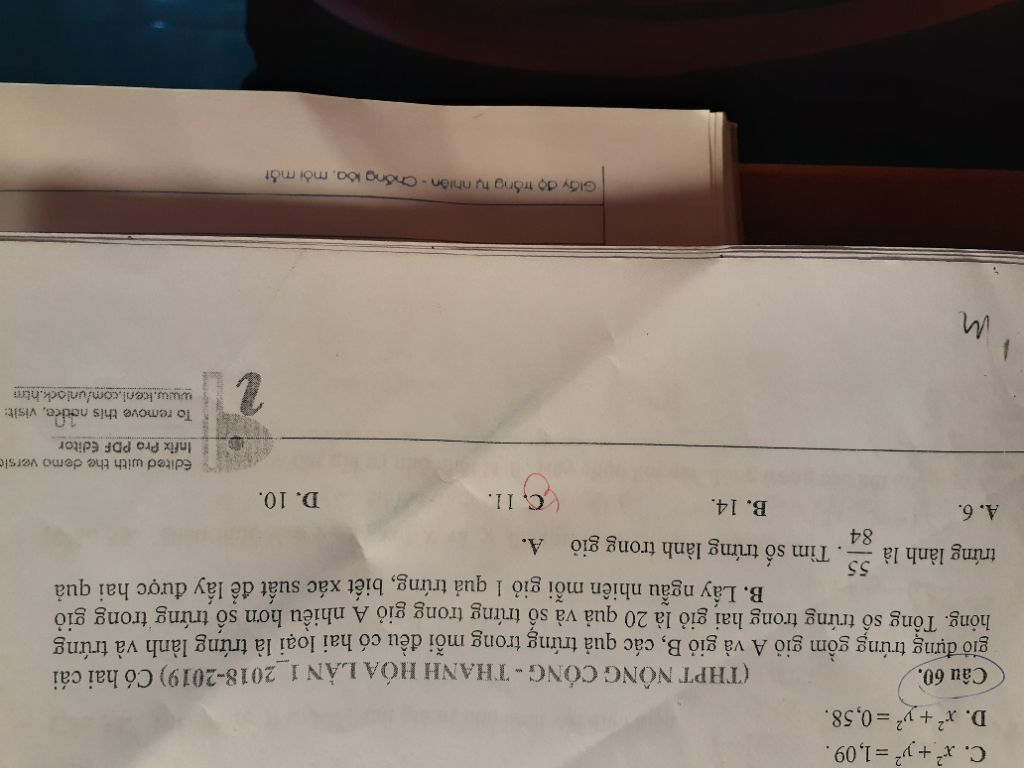 C. x² + y² = 1,09.
D. x² + y² = 0,58.
Câu 60. (THPT NÔNG CỐNG - THANH HÓA LẦN 1_2018-2019) Có hai cái
giỏ đựng trứng gồm giỏ A và giỏ B, các quả trứng trong mỗi đều có hai loại là trứng lành và trứng
hỏng. Tổng số trứng trong hai giỏ là 20 quả và số trứng trong giỏ A nhiều hơn số trứng trong giỏ
B. Lấy ngẫu nhiên mỗi giỏ 1 quả trứng, biết xác suất để lấy được hai quả
trứng lành là 55/84. Tìm số trứng lành trong giỏ A.
A. 6. B. 14. C. 11. D. 10.
Edited with the demo versio
Infix Pro PDF Editor
10
To remove this notice, visit:
www.iceni.com/unlock.htm
Giấy độ trắng tự nhiên - Chống lóa, mỏi mắt